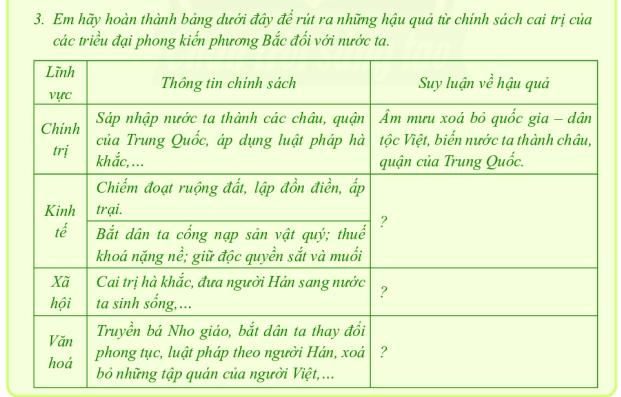 3. Em hãy hoàn thành bảng dưới đây để rút ra những hậu quả từ chính sách cai trị của
các triều đại phong kiến phương Bắc đối với nước ta.
Lĩnh
vực
Thông tin chính sách
Suy luận về hậu quả
Chính
trị
Sáp nhập nước ta thành các châu, quận
của Trung Quốc, áp dụng luật pháp hà
khắc,...
Âm mưu xoá bỏ quốc gia – dân
tộc Việt, biến nước ta thành châu,
quận của Trung Quốc.
Kinh
tế
Chiếm đoạt ruộng đất, lập đồn điền, ấp
trại.
Bắt dân ta cống nạp sản vật quý; thuế
khoá nặng nề; giữ độc quyền sắt và muối
?
Xã
hội
Cai trị hà khắc, đưa người Hán sang nước
ta sinh sống,...
?
Văn
hoá
Truyền bá Nho giáo, bắt dân ta thay đổi
phong tục, luật pháp theo người Hán, xoá
bỏ những tập quán của người Việt,...
?